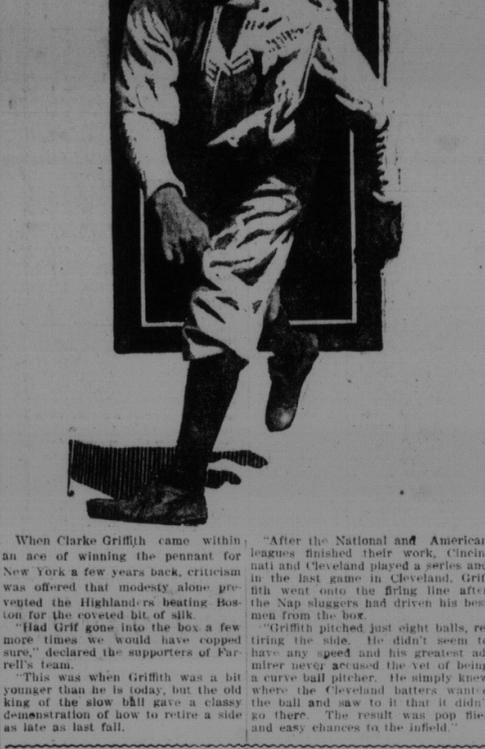 When Clarke Griffith came within
an ace of winning the pennant for
New York a few years back, criticism
was offered that modesty alone pre-
vented the Highlanders beating Bos-
ton for the coveted bit of silk.
"Had Grif gone into the box a few
more times we would have copped
sure," declared the supporters of Far-
rell's team.
"This was when Griffith was a bit
younger than he is today, but the old
king of the slow ball gave a classy
demonstration of how to retire a side
as late as last fall.
"After the National and American
leagues finished their work, Cincin
nati and Cleveland played a series and
in the last game in Cleveland, Grif
fith went onto the firing line after
the Nap sluggers had driven his best
men from the box.
"Griffith pitched just eight balls, re
tiring the side. He didn't seem to
have any speed and his greatest ad
mirer never accused the vet of being
a curve ball pitcher. He simply knew
where the Cleveland batters wanted
the ball and saw to it that it didn't
go there. The result was pop flies
and easy chances to the infield."